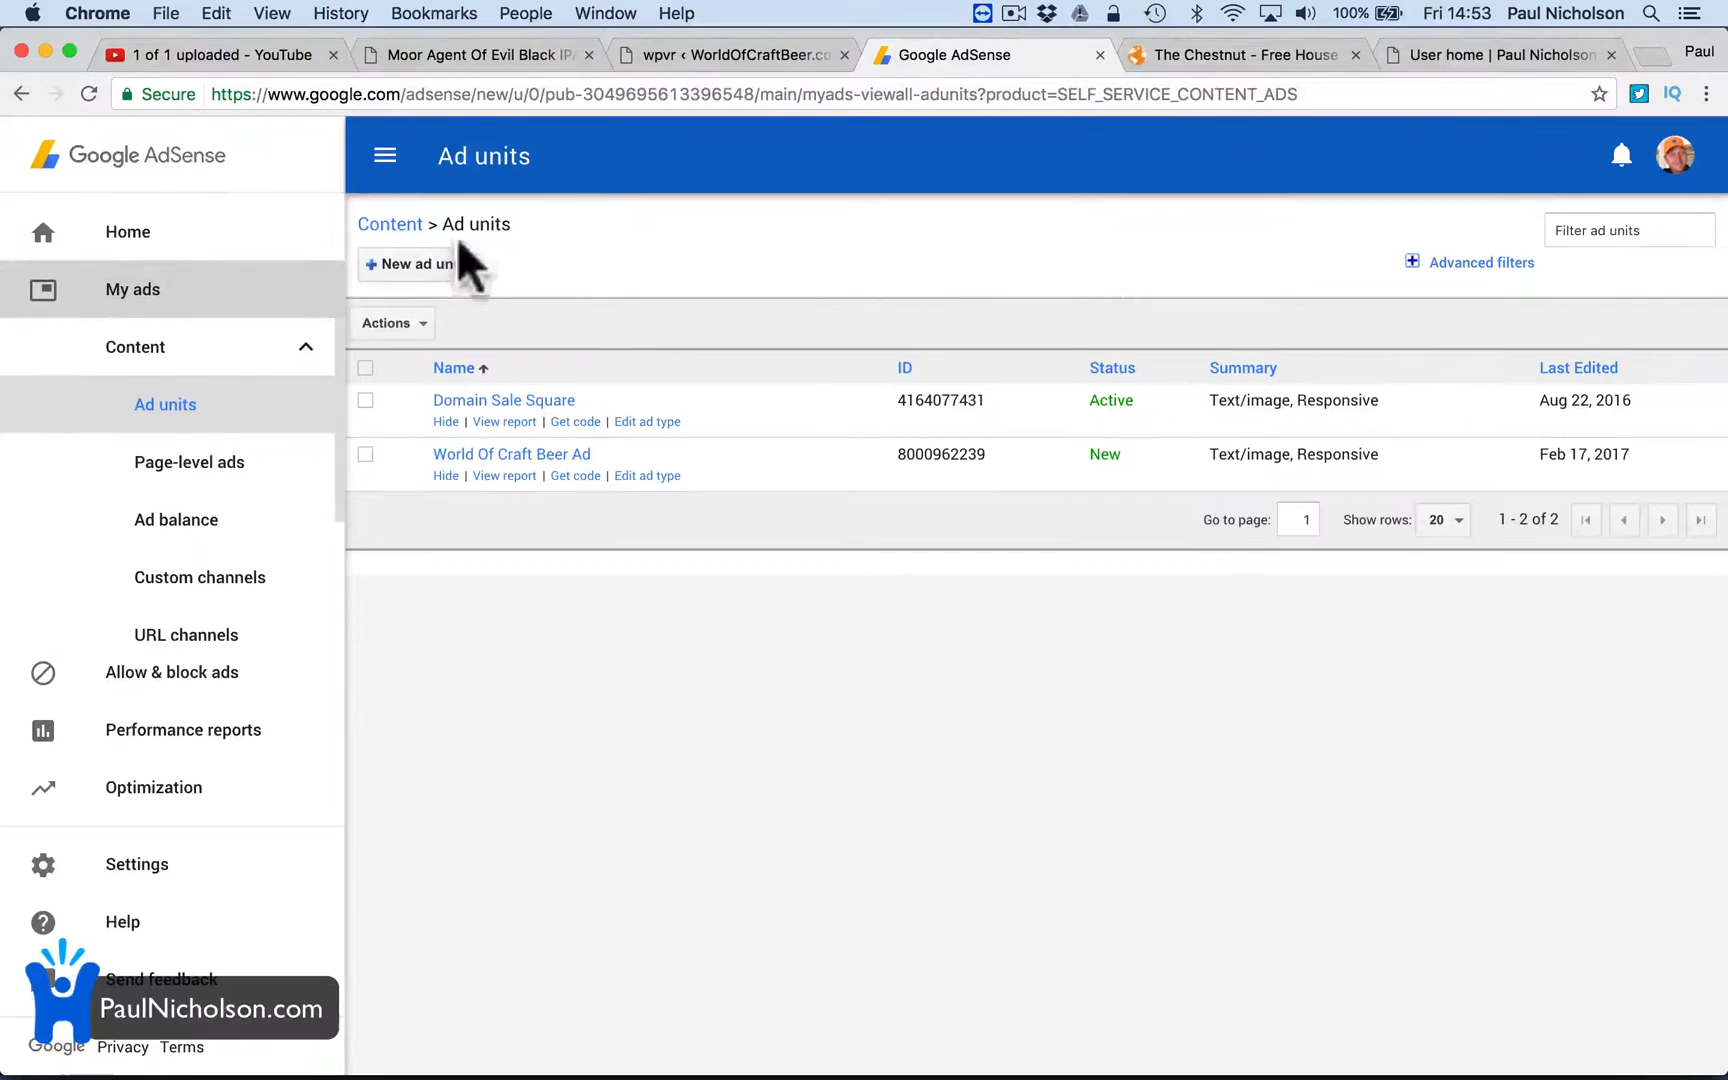 Chrome File Edit View History Bookmarks People Window Help 100% Fri 14:53 Paul Nicholson
1 of 1 uploaded - YouTube Moor Agent Of Evil Black IPA wpvr ‹ WorldOfCraftBeer.co Google AdSense The Chestnut - Free House User home | Paul Nicholson Paul
Secure https://www.google.com/adsense/new/u/0/pub-3049695613396548/main/myads-viewall-adunits?product=SELF_SERVICE_CONTENT_ADS IQ
Google AdSense
Ad units
Home
My ads
Content
Ad units
Page-level ads
Ad balance
Custom channels
URL channels
Allow & block ads
Performance reports
Optimization
Settings
Help
Send feedback
PaulNicholson.com
Google Privacy Terms
Content > Ad units
Filter ad units
New ad un
Advanced filters
Actions
Name ID Status Summary Last Edited
Domain Sale Square 4164077431 Active Text/image, Responsive Aug 22, 2016
Hide | View report | Get code | Edit ad type
World Of Craft Beer Ad 8000962239 New Text/image, Responsive Feb 17, 2017
Hide | View report | Get code | Edit ad type
Go to page: 1 Show rows: 20 1 - 2 of 2